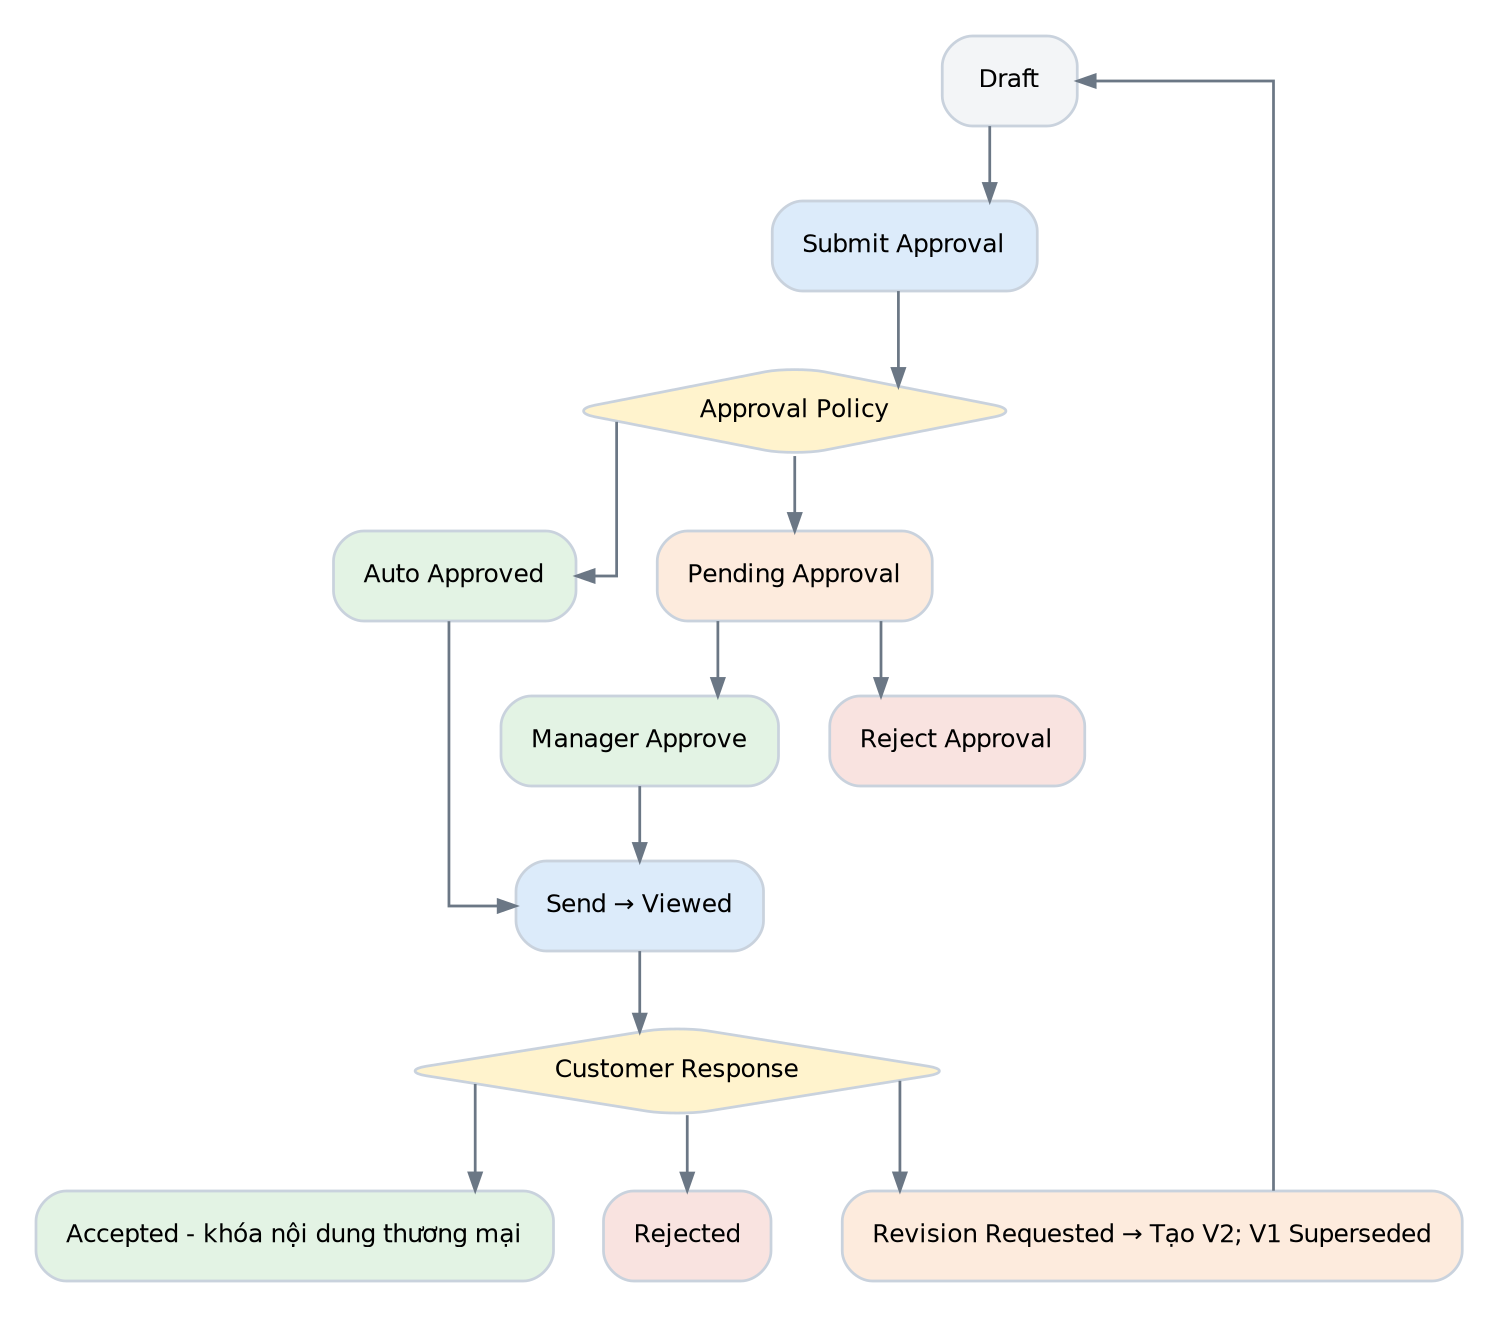 Draft
Submit Approval
Approval Policy
Auto Approved
Pending Approval
Manager Approve
Reject Approval
Send → Viewed
Customer Response
Accepted - khóa nội dung thương mại
Rejected
Revision Requested → Tạo V2; V1 Superseded